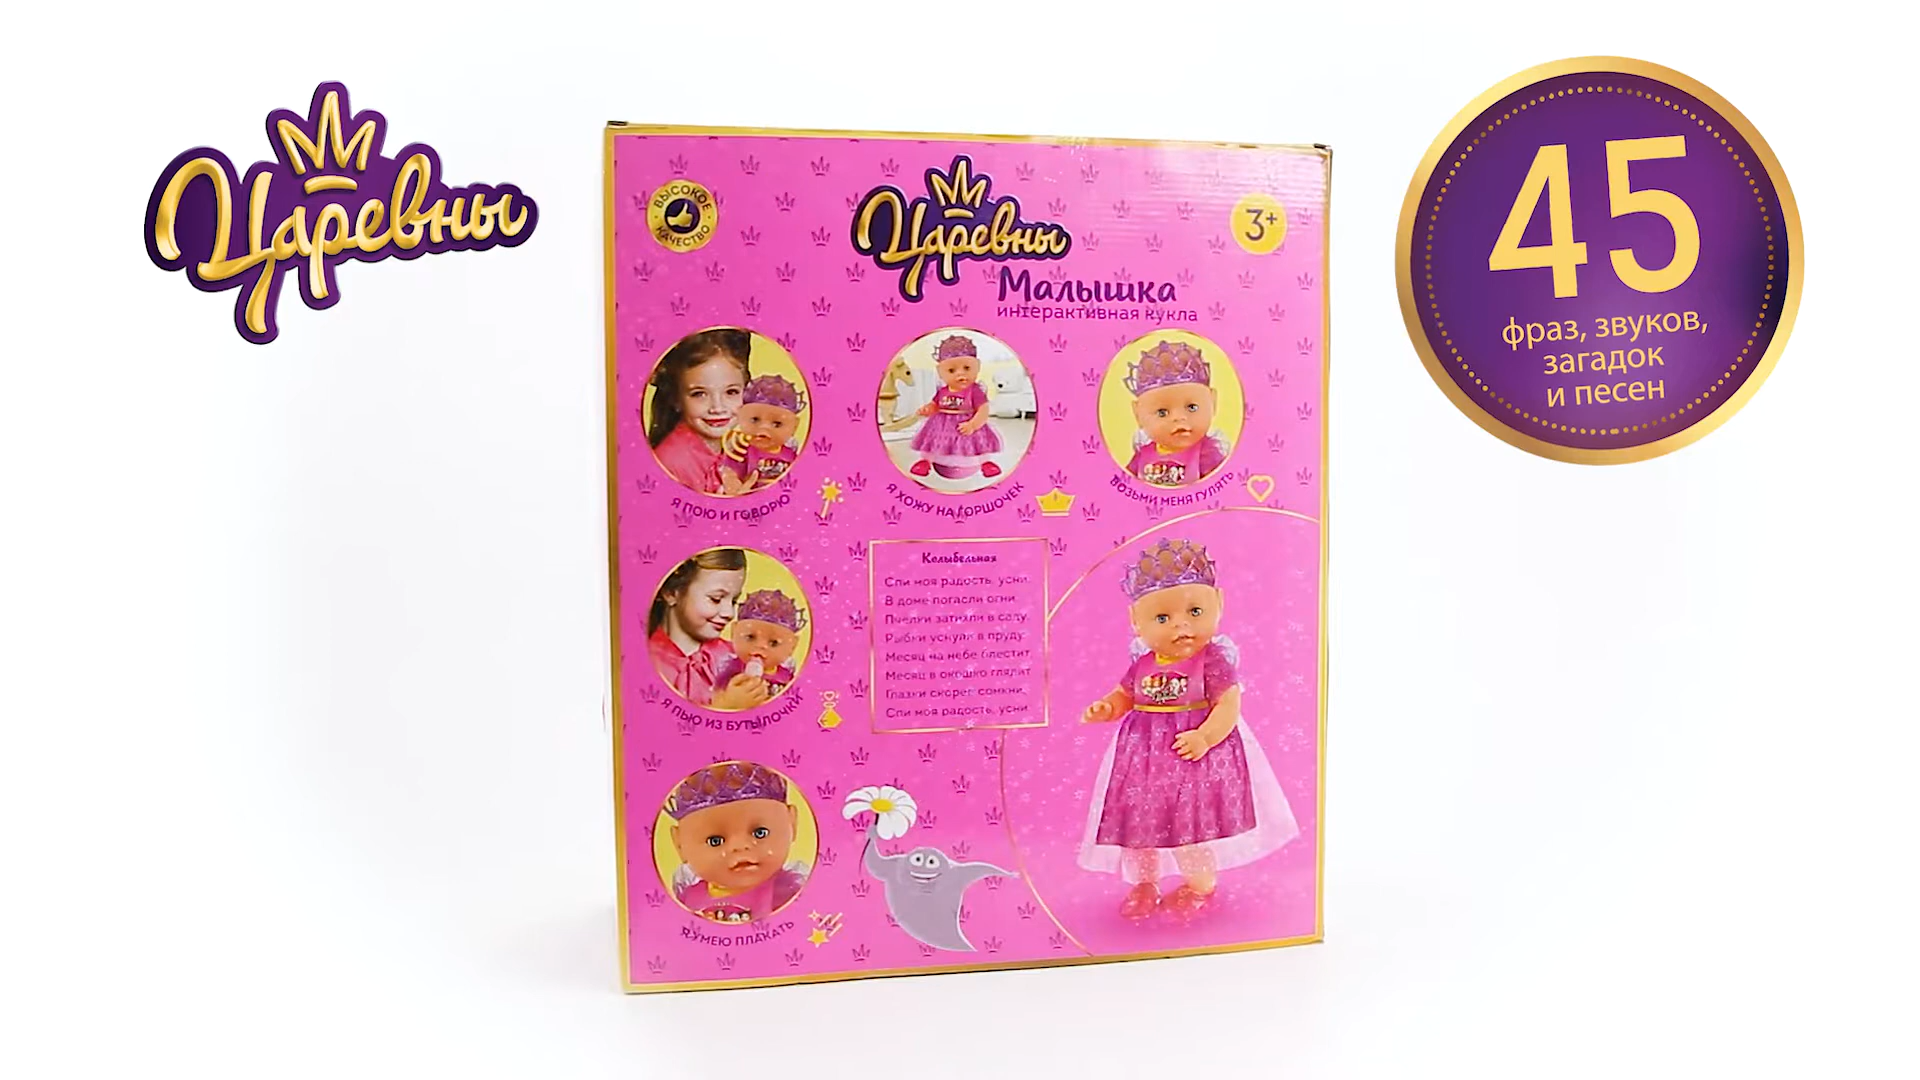 Царевны
45
фраз, звуков,
загадок
и песен
ВЫСОКОЕ
КАЧЕСТВО
Царевны
3+
Малышка
интерактивная кукла
Я ПОЮ И ГОВОРЮ
Я ХОЖУ НА ГОРШОЧЕК
ВОЗЬМИ МЕНЯ ГУЛЯТЬ
Колыбельная
Спи моя радость, усни.
В доме погасли огни.
Пчелки затихли в саду.
Рыбки уснули в пруду.
Месяц на небе блестит
Месяц в окошко глядит
Глазки скорее сомкни,
Спи моя радость, усни
Я ПЬЮ ИЗ БУТЫЛОЧКИ
Я УМЕЮ ПЛАКАТЬ